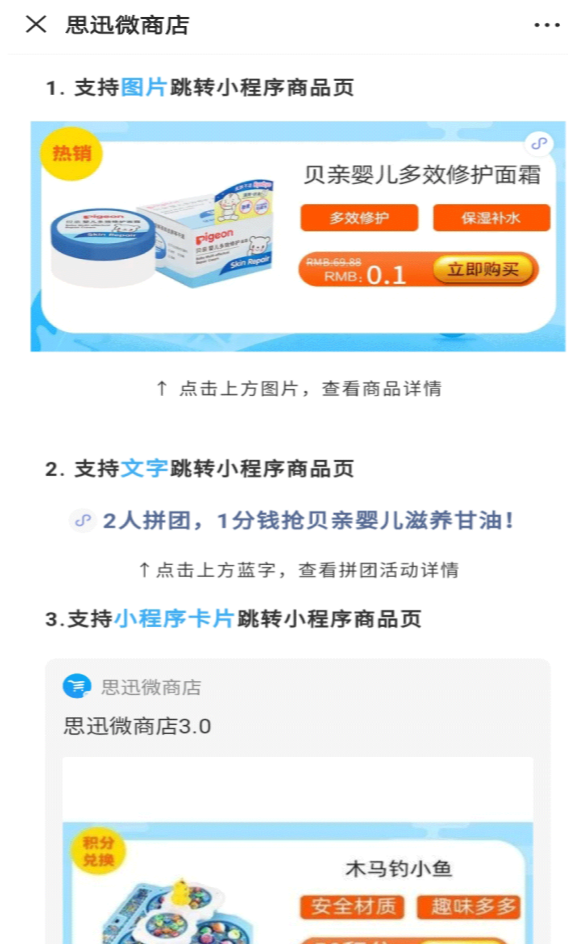 思迅微商店
1. 支持图片跳转小程序商品页
热销
贝亲婴儿多效修护面霜
多效修护 保湿补水
RMB:69.88
RMB: 0.1 立即购买
pigeon
Skin Repair
pigeon
Skin Repair
↑ 点击上方图片，查看商品详情
2. 支持文字跳转小程序商品页
2人拼团，1分钱抢贝亲婴儿滋养甘油！
↑点击上方蓝字，查看拼团活动详情
3.支持小程序卡片跳转小程序商品页
思迅微商店
思迅微商店3.0
积分
兑换
木马钓小鱼
安全材质 趣味多多